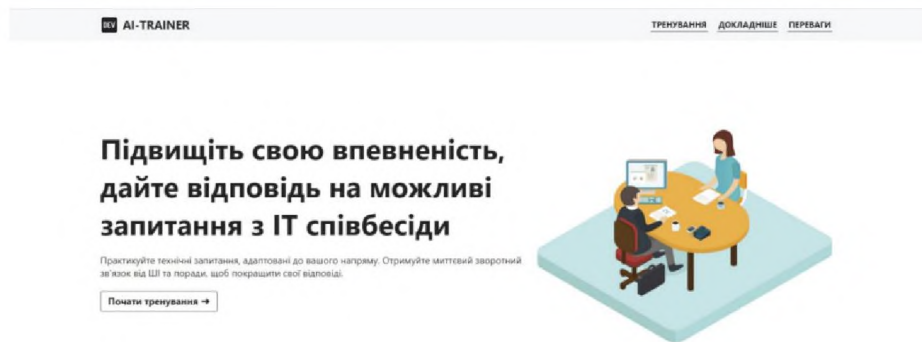 DEV AI-TRAINER
ТРЕНУВАННЯ ДОКЛАДНІШЕ ПЕРЕВАГИ
Підвищіть свою впевненість,
дайте відповідь на можливі
запитання з ІТ співбесіди
Практикуйте технічні запитання, адаптовані до вашого напряму. Отримуйте миттєвий зворотний
зв'язок від ШІ та поради, щоб покращити свої відповіді.
Почати тренування →